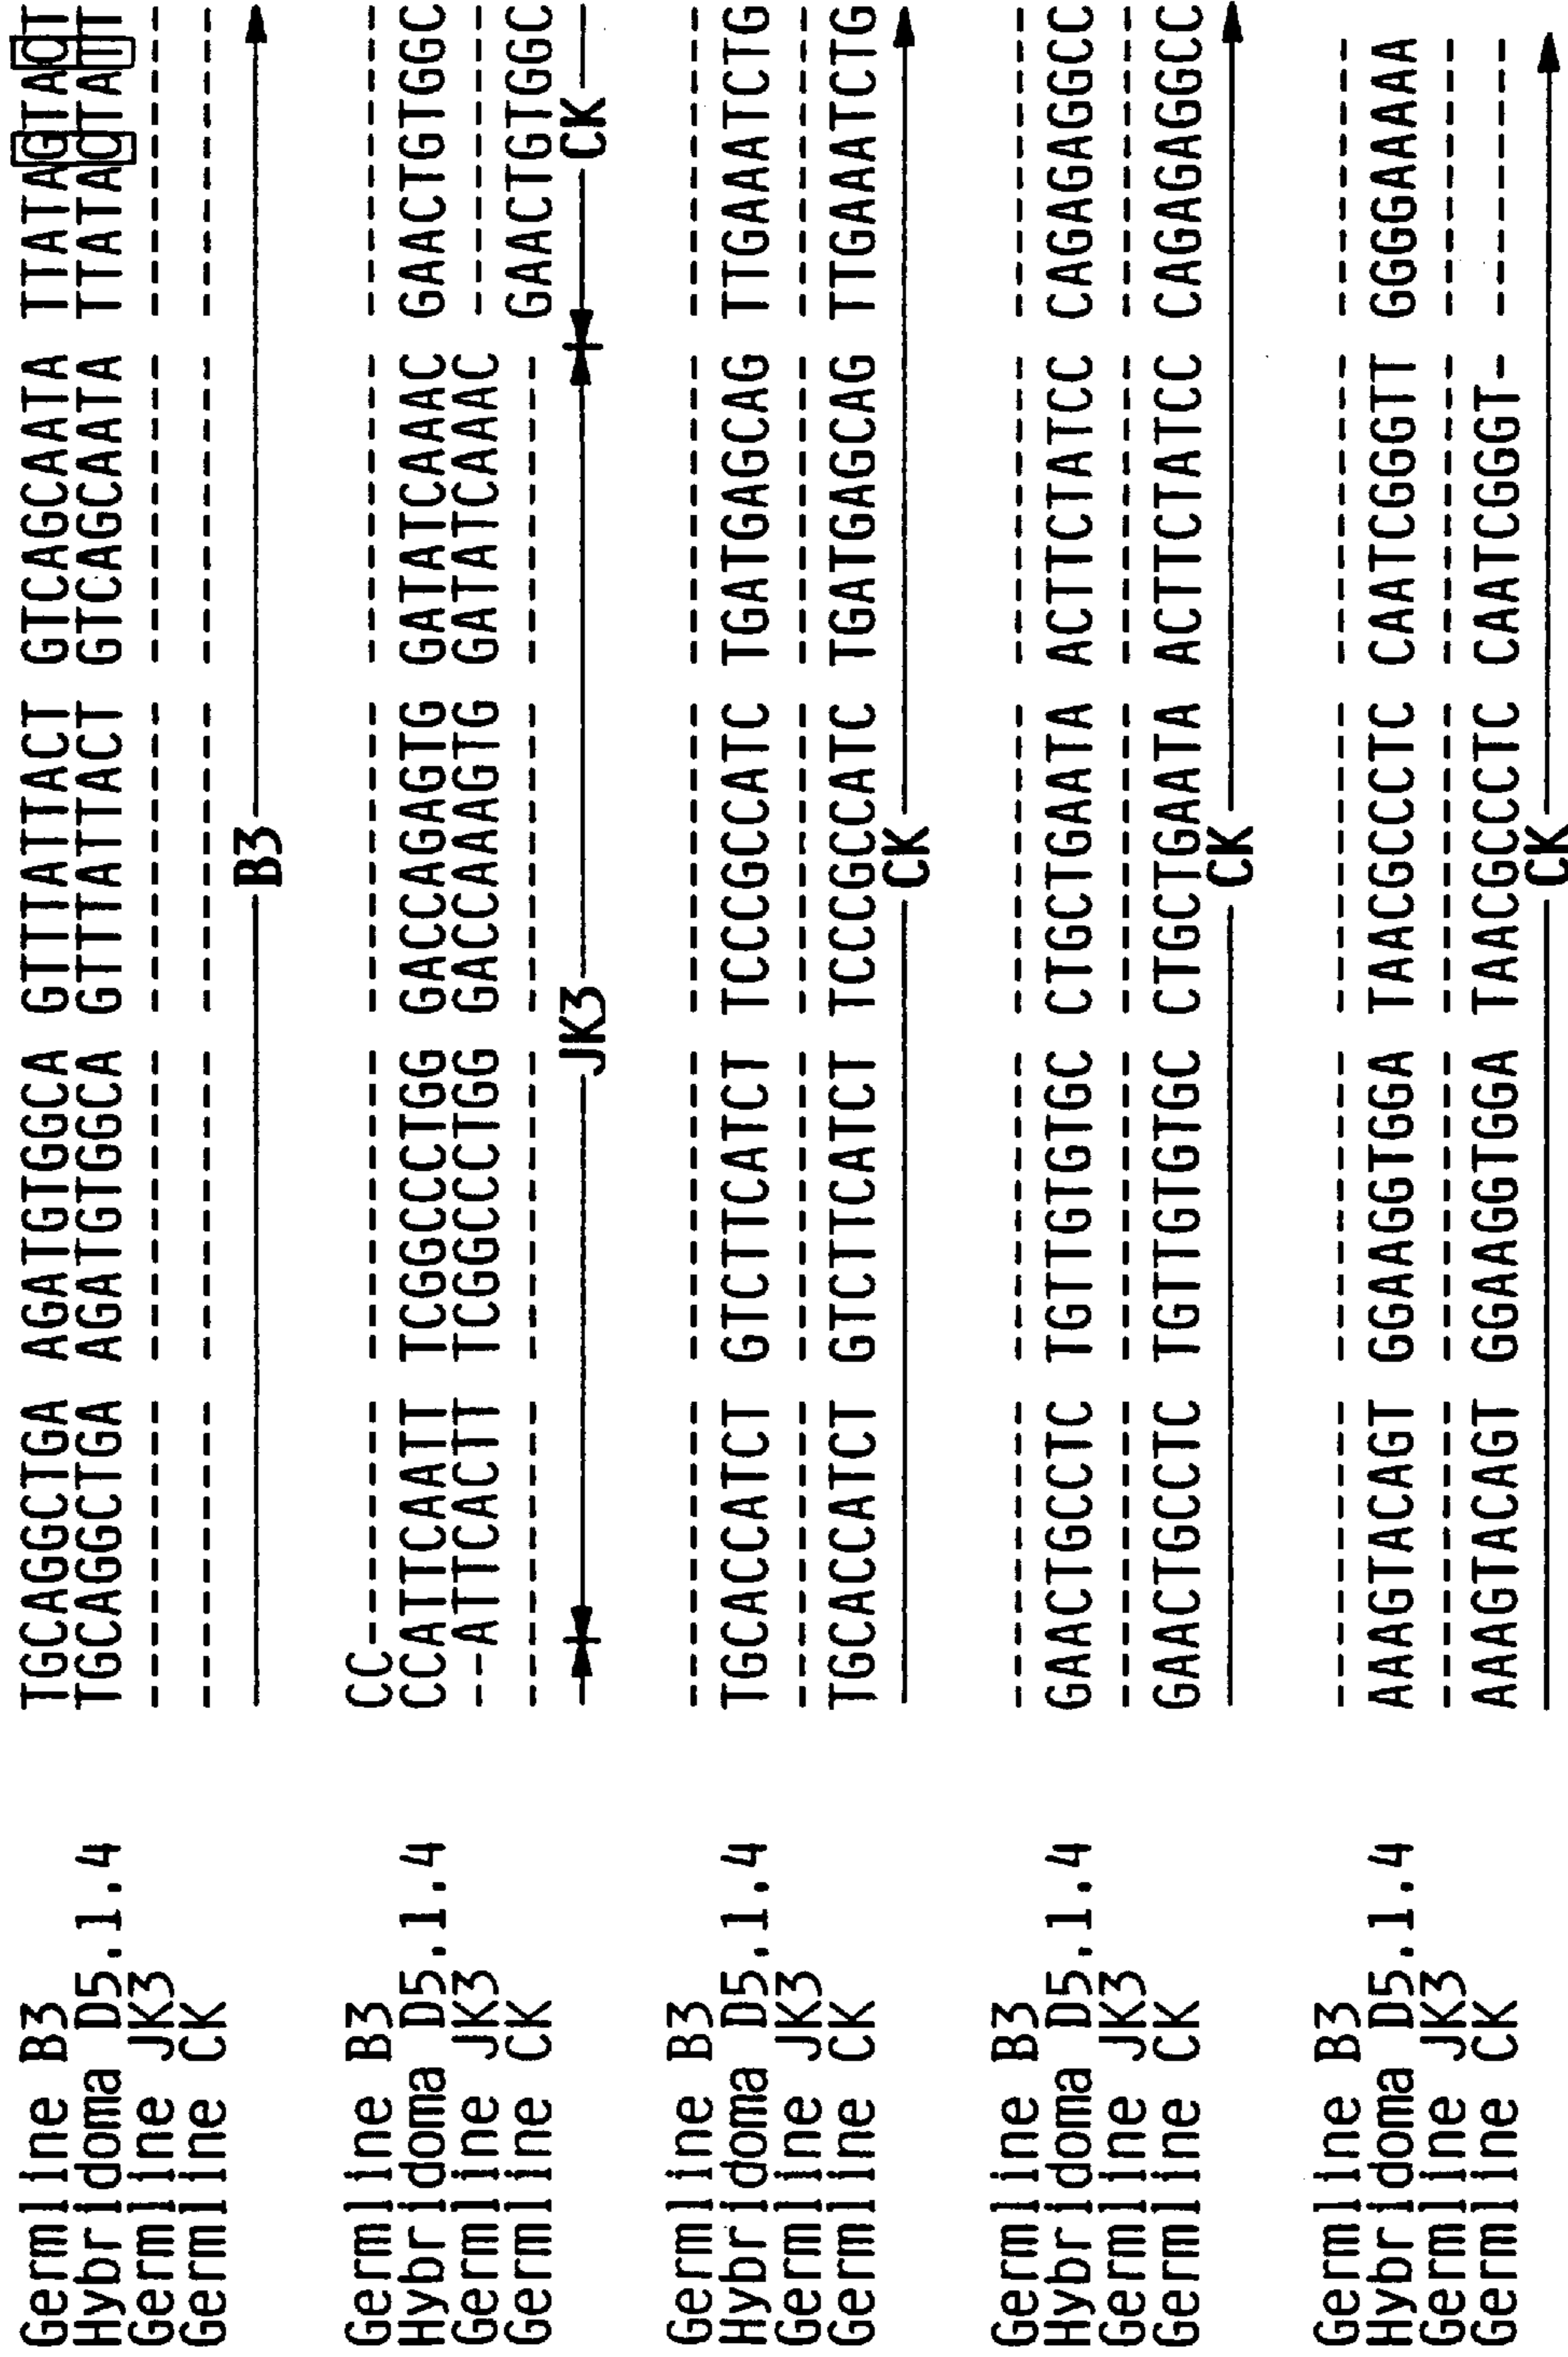 Germline B3 TGCAGGCTGA AGATGTGGCA GTTTATTACT GTCAGCAATA TTATAGTACT
Hybridoma D5.1.4 TGCAGGCTGA AGATGTGGCA GTTTATTACT GTCAGCAATA TTATACTATT
Germline JK3 ---------- ---------- ---------- ---------- ----------
Germline CK ---------- ---------- ---------- ---------- ----------
B3
Germline B3 CC-------- ---------- ---------- ---------- ----------
Hybridoma D5.1.4 CCATTCAATT TCGGCCCTGG GACCAGAGTG GATATCAAAC GAACTGTGGC
Germline JK3 --ATTCACTT TCGGCCCTGG GACCAAAGTG GATATCAAAC ----------
Germline CK ---------- ---------- ---------- ---------- GAACTGTGGC
JK3 CK
Germline B3 ---------- ---------- ---------- ---------- ----------
Hybridoma D5.1.4 TGCACCATCT GTCTTCATCT TCCCGCCATC TGATGAGCAG TTGAAATCTG
Germline JK3 ---------- ---------- ---------- ---------- ----------
Germline CK TGCACCATCT GTCTTCATCT TCCCGCCATC TGATGAGCAG TTGAAATCTG
CK
Germline B3 ---------- ---------- ---------- ---------- ----------
Hybridoma D5.1.4 GAACTGCCTC TGTTGTGTGC CTGCTGAATA ACTTCTATCC CAGAGAGGCC
Germline JK3 ---------- ---------- ---------- ---------- ----------
Germline CK GAACTGCCTC TGTTGTGTGC CTGCTGAATA ACTTCTATCC CAGAGAGGCC
CK
Germline B3 ---------- ---------- ---------- ---------- ---------
Hybridoma D5.1.4 AAAGTACAGT GGAAGGTGGA TAACGCCCTC CAATCGGGTT GGGGAAAAA
Germline JK3 ---------- ---------- ---------- ---------- ---------
Germline CK AAAGTACAGT GGAAGGTGGA TAACGCCCTC CAATCGGGT- ---------
CK